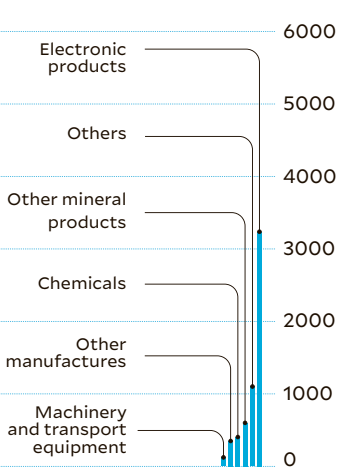 6000
Electronic
products
5000
Others
4000
Other mineral
products
3000
Chemicals
2000
Other
manufactures
1000
Machinery
and transport
equipment
0